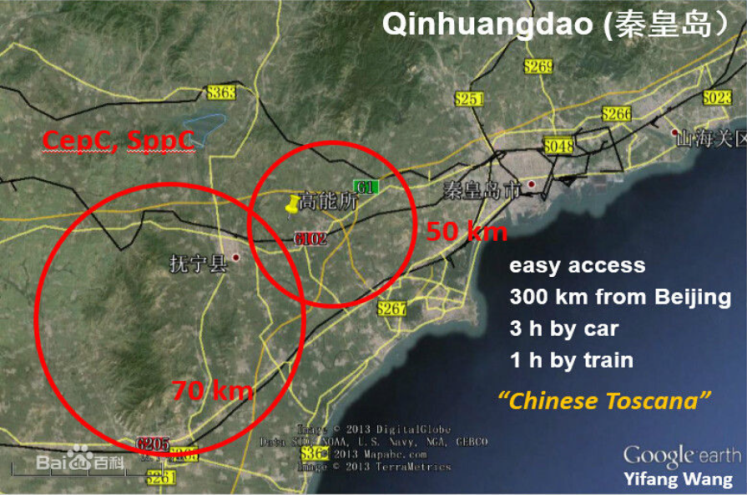 Qinhuangdao (秦皇岛)
S363
S269
S251
S023
S266
CepC, SppC
山海关区
S048
G1
秦皇岛市
高能所
G102
50 km
抚宁县
easy access
300 km from Beijing
S267
3 h by car
1 h by train
70 km
“Chinese Toscana”
Image © 2013 DigitalGlobe
G205
Data SIO, NOAA, U.S. Navy, NGA, GEBCO
© 2013 Mapabc.com
Image © 2013 TerraMetrics
Google earth
Baidu百科
S261
Yifang Wang